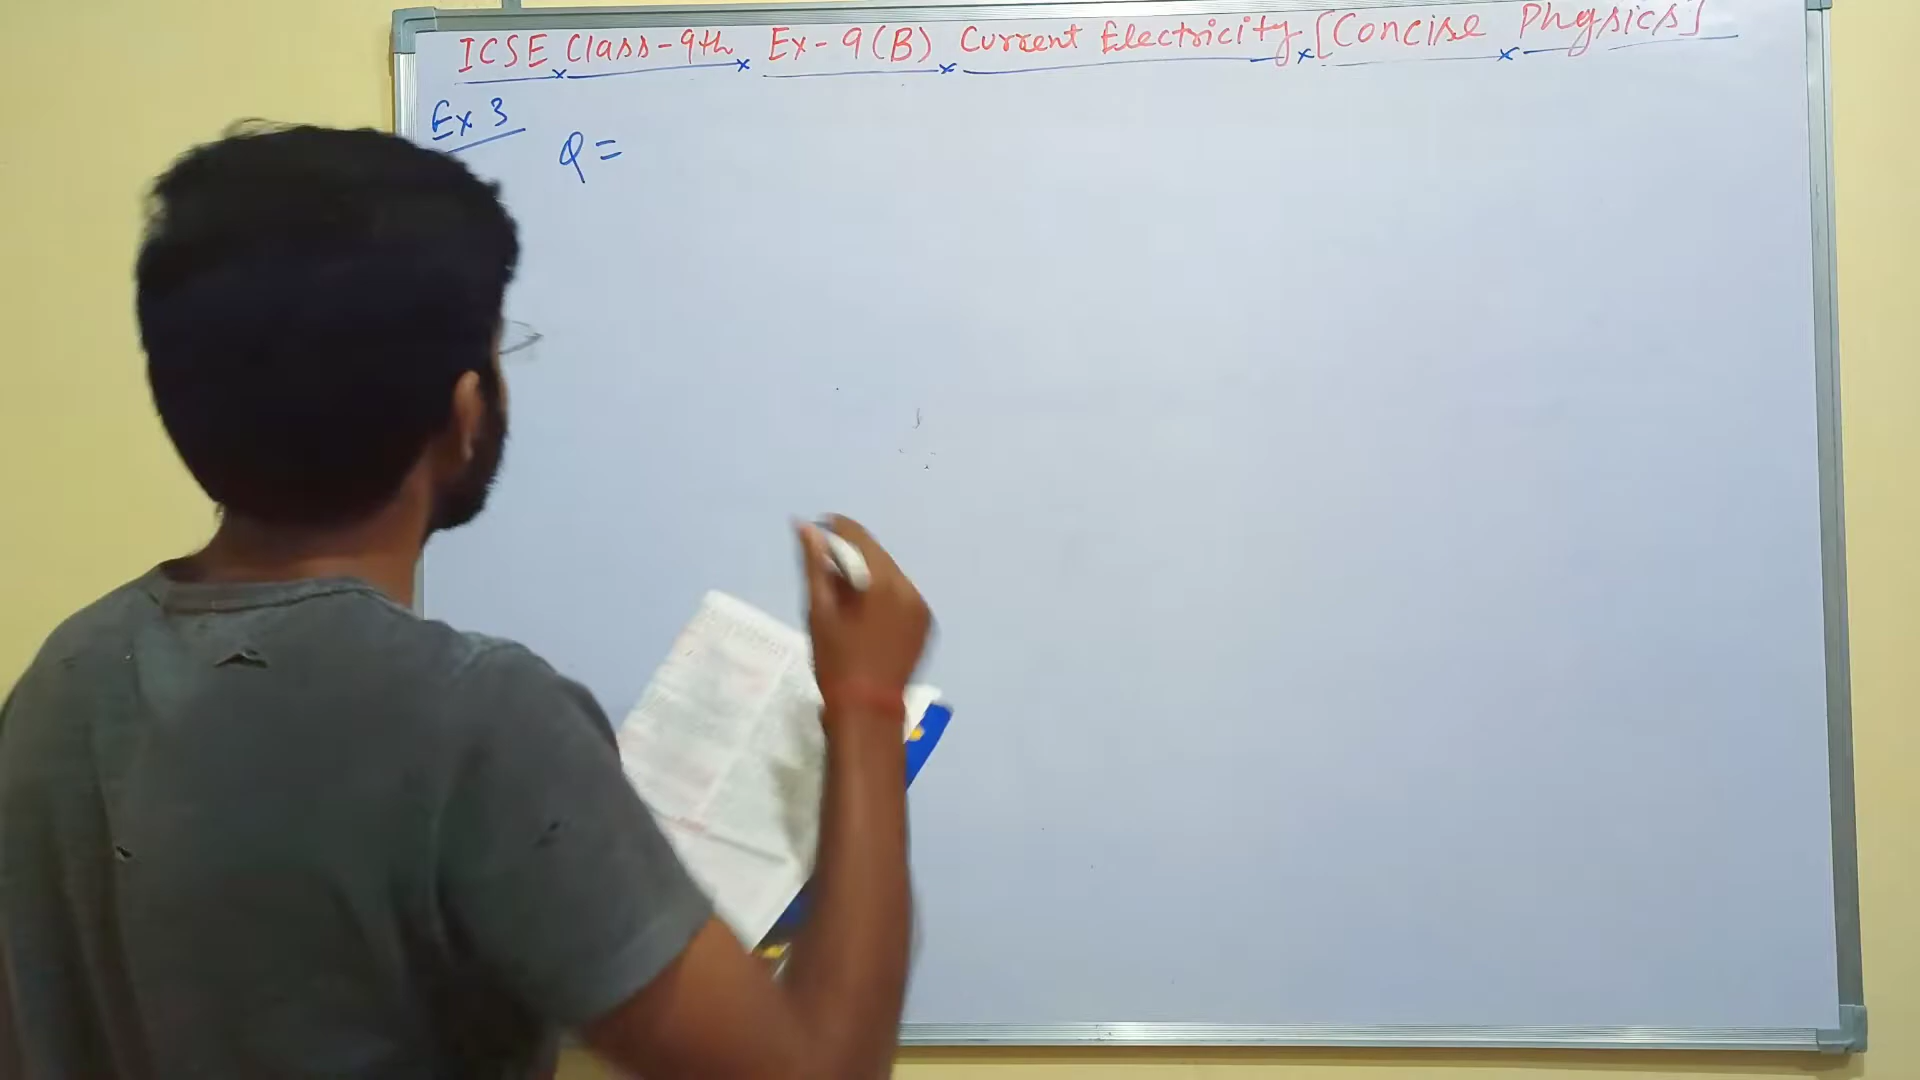 ICSE Class-9th Ex-9(B) Current Electricity [Concise Physics]
Ex 3
Q=